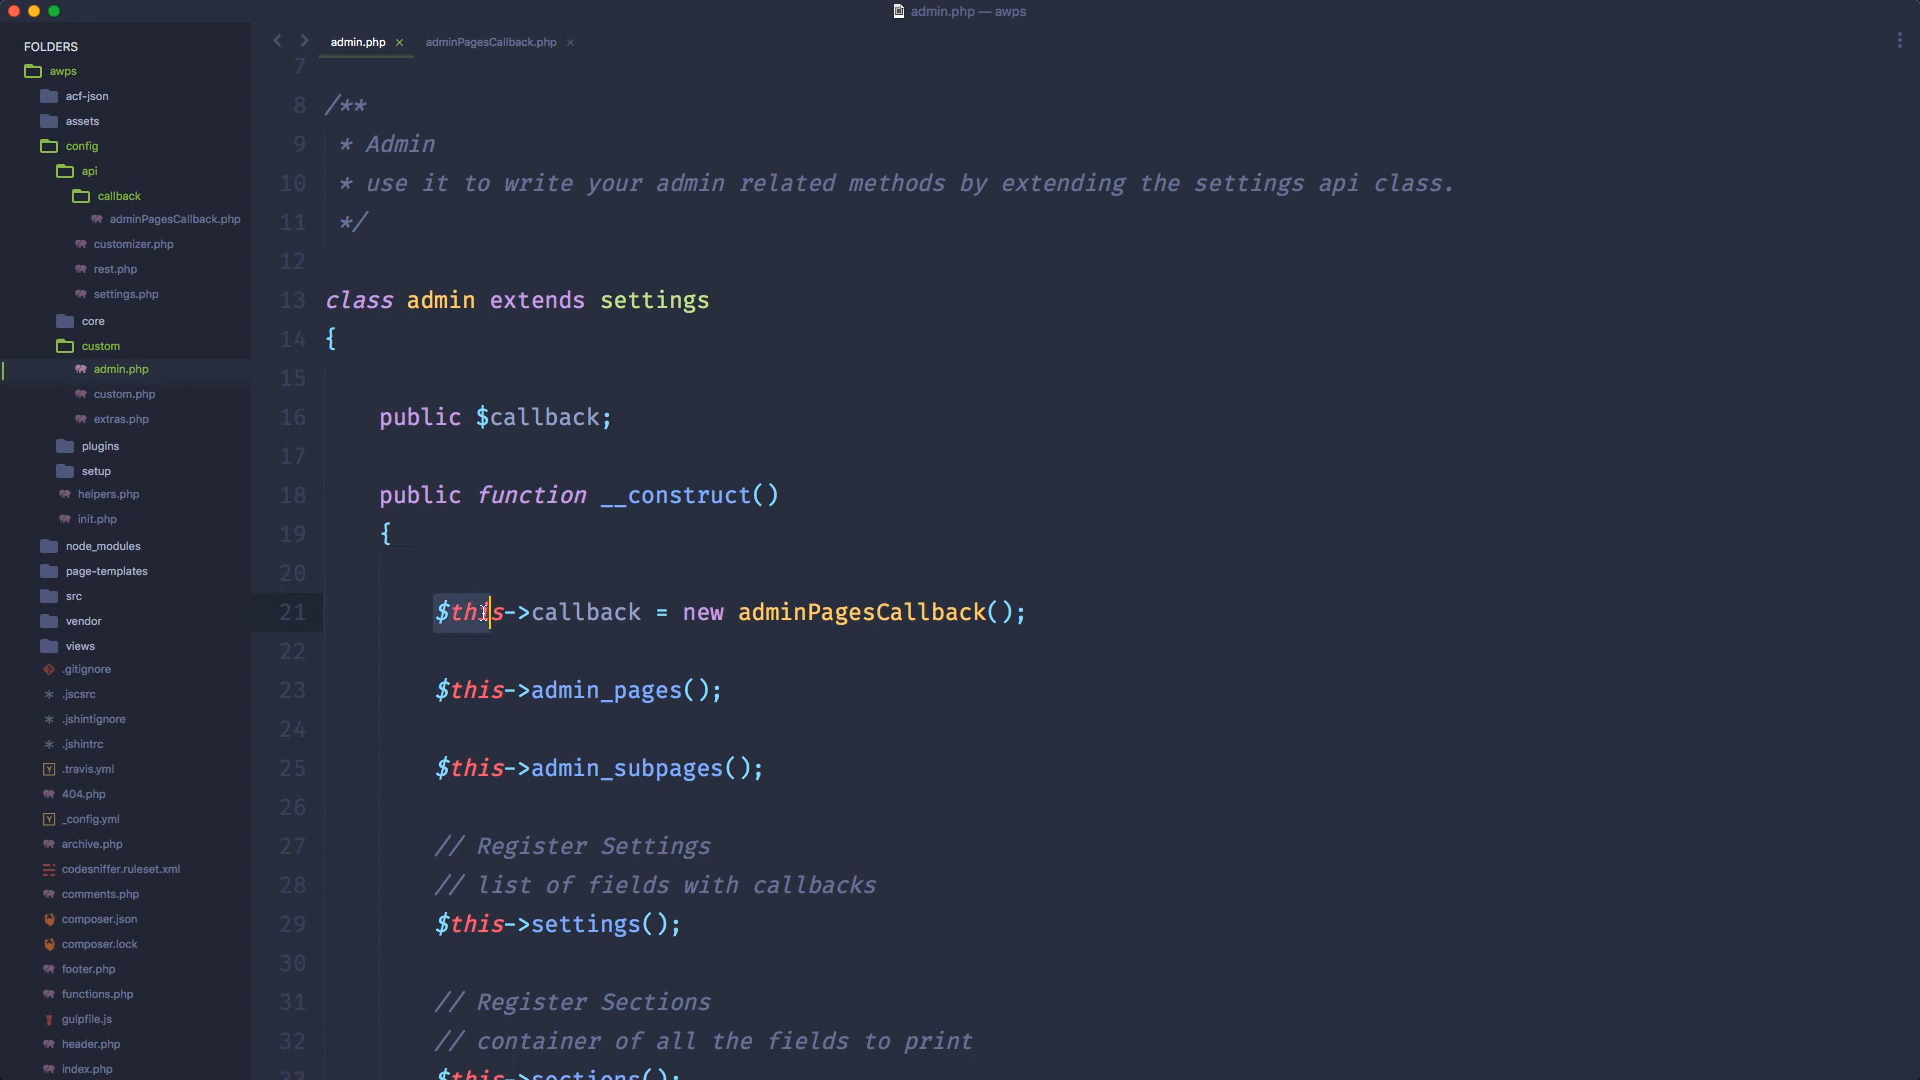 admin.php — awps
FOLDERS
awps
acf-json
assets
config
api
callback
adminPagesCallback.php
customizer.php
rest.php
settings.php
core
custom
admin.php
custom.php
extras.php
plugins
setup
helpers.php
init.php
node_modules
page-templates
src
vendor
views
.gitignore
.jscsrc
.jshintignore
.jshintrc
.travis.yml
404.php
_config.yml
archive.php
codesniffer.ruleset.xml
comments.php
composer.json
composer.lock
footer.php
functions.php
gulpfile.js
header.php
index.php
admin.php × adminPagesCallback.php ×
7
8 /**
9 * Admin
10 * use it to write your admin related methods by extending the settings api class.
11 */
12
13 class admin extends settings
14 {
15
16 public $callback;
17
18 public function __construct()
19 {
20
21 $this->callback = new adminPagesCallback();
22
23 $this->admin_pages();
24
25 $this->admin_subpages();
26
27 // Register Settings
28 // list of fields with callbacks
29 $this->settings();
30
31 // Register Sections
32 // container of all the fields to print
33 $this->sections();